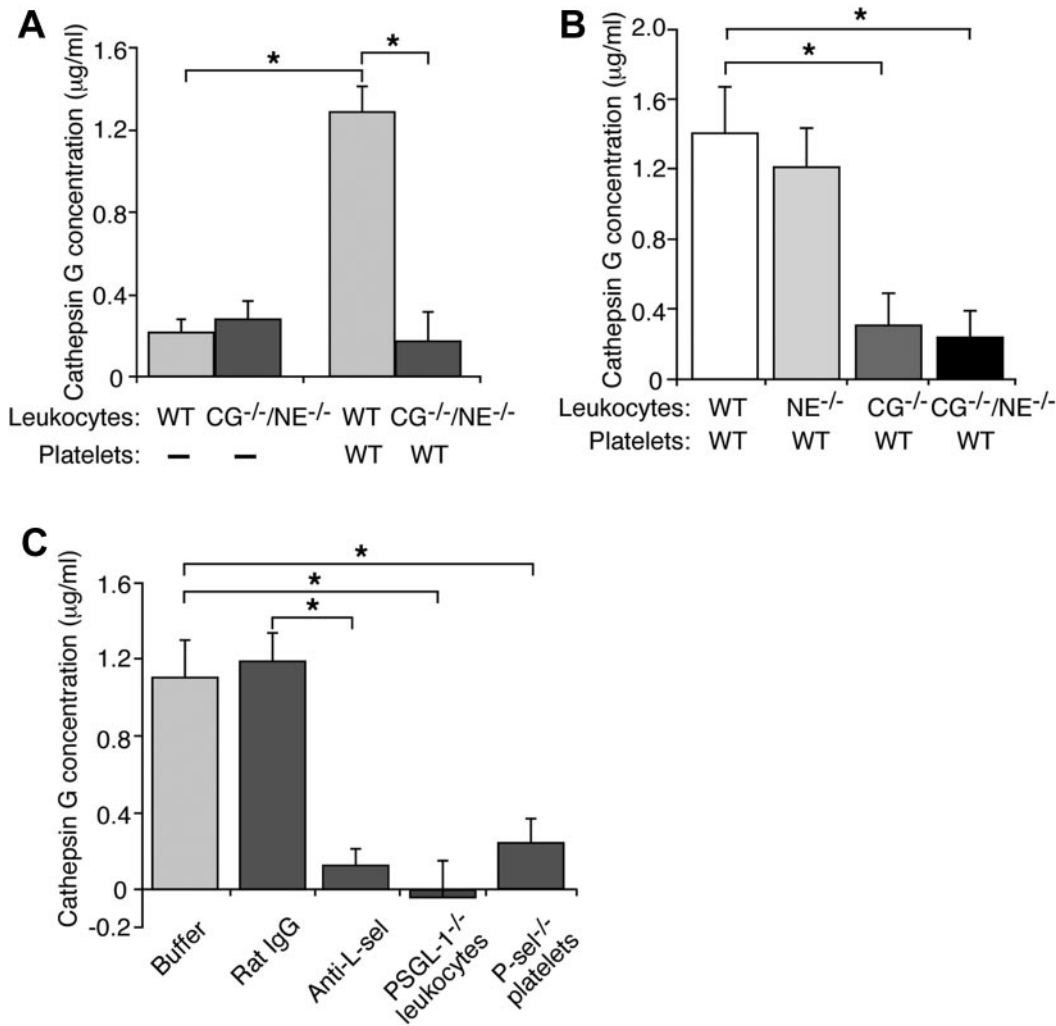 A
Cathepsin G concentration (μg/ml)
1.6
1.2
0.8
0.4
0
* *
Leukocytes: WT CG-/-/NE-/- WT CG-/-/NE-/-
Platelets: – – WT WT
B
Cathepsin G concentration (μg/ml)
2.0
1.6
1.2
0.8
0.4
0
*
*
Leukocytes: WT NE-/- CG-/- CG-/-/NE-/-
Platelets: WT WT WT WT
C
Cathepsin G concentration (μg/ml)
1.6
1.2
0.8
0.4
0
-0.2
*
*
*
Buffer
Rat IgG
Anti-L-sel
PSGL-1-/-
leukocytes
P-sel-/-
platelets